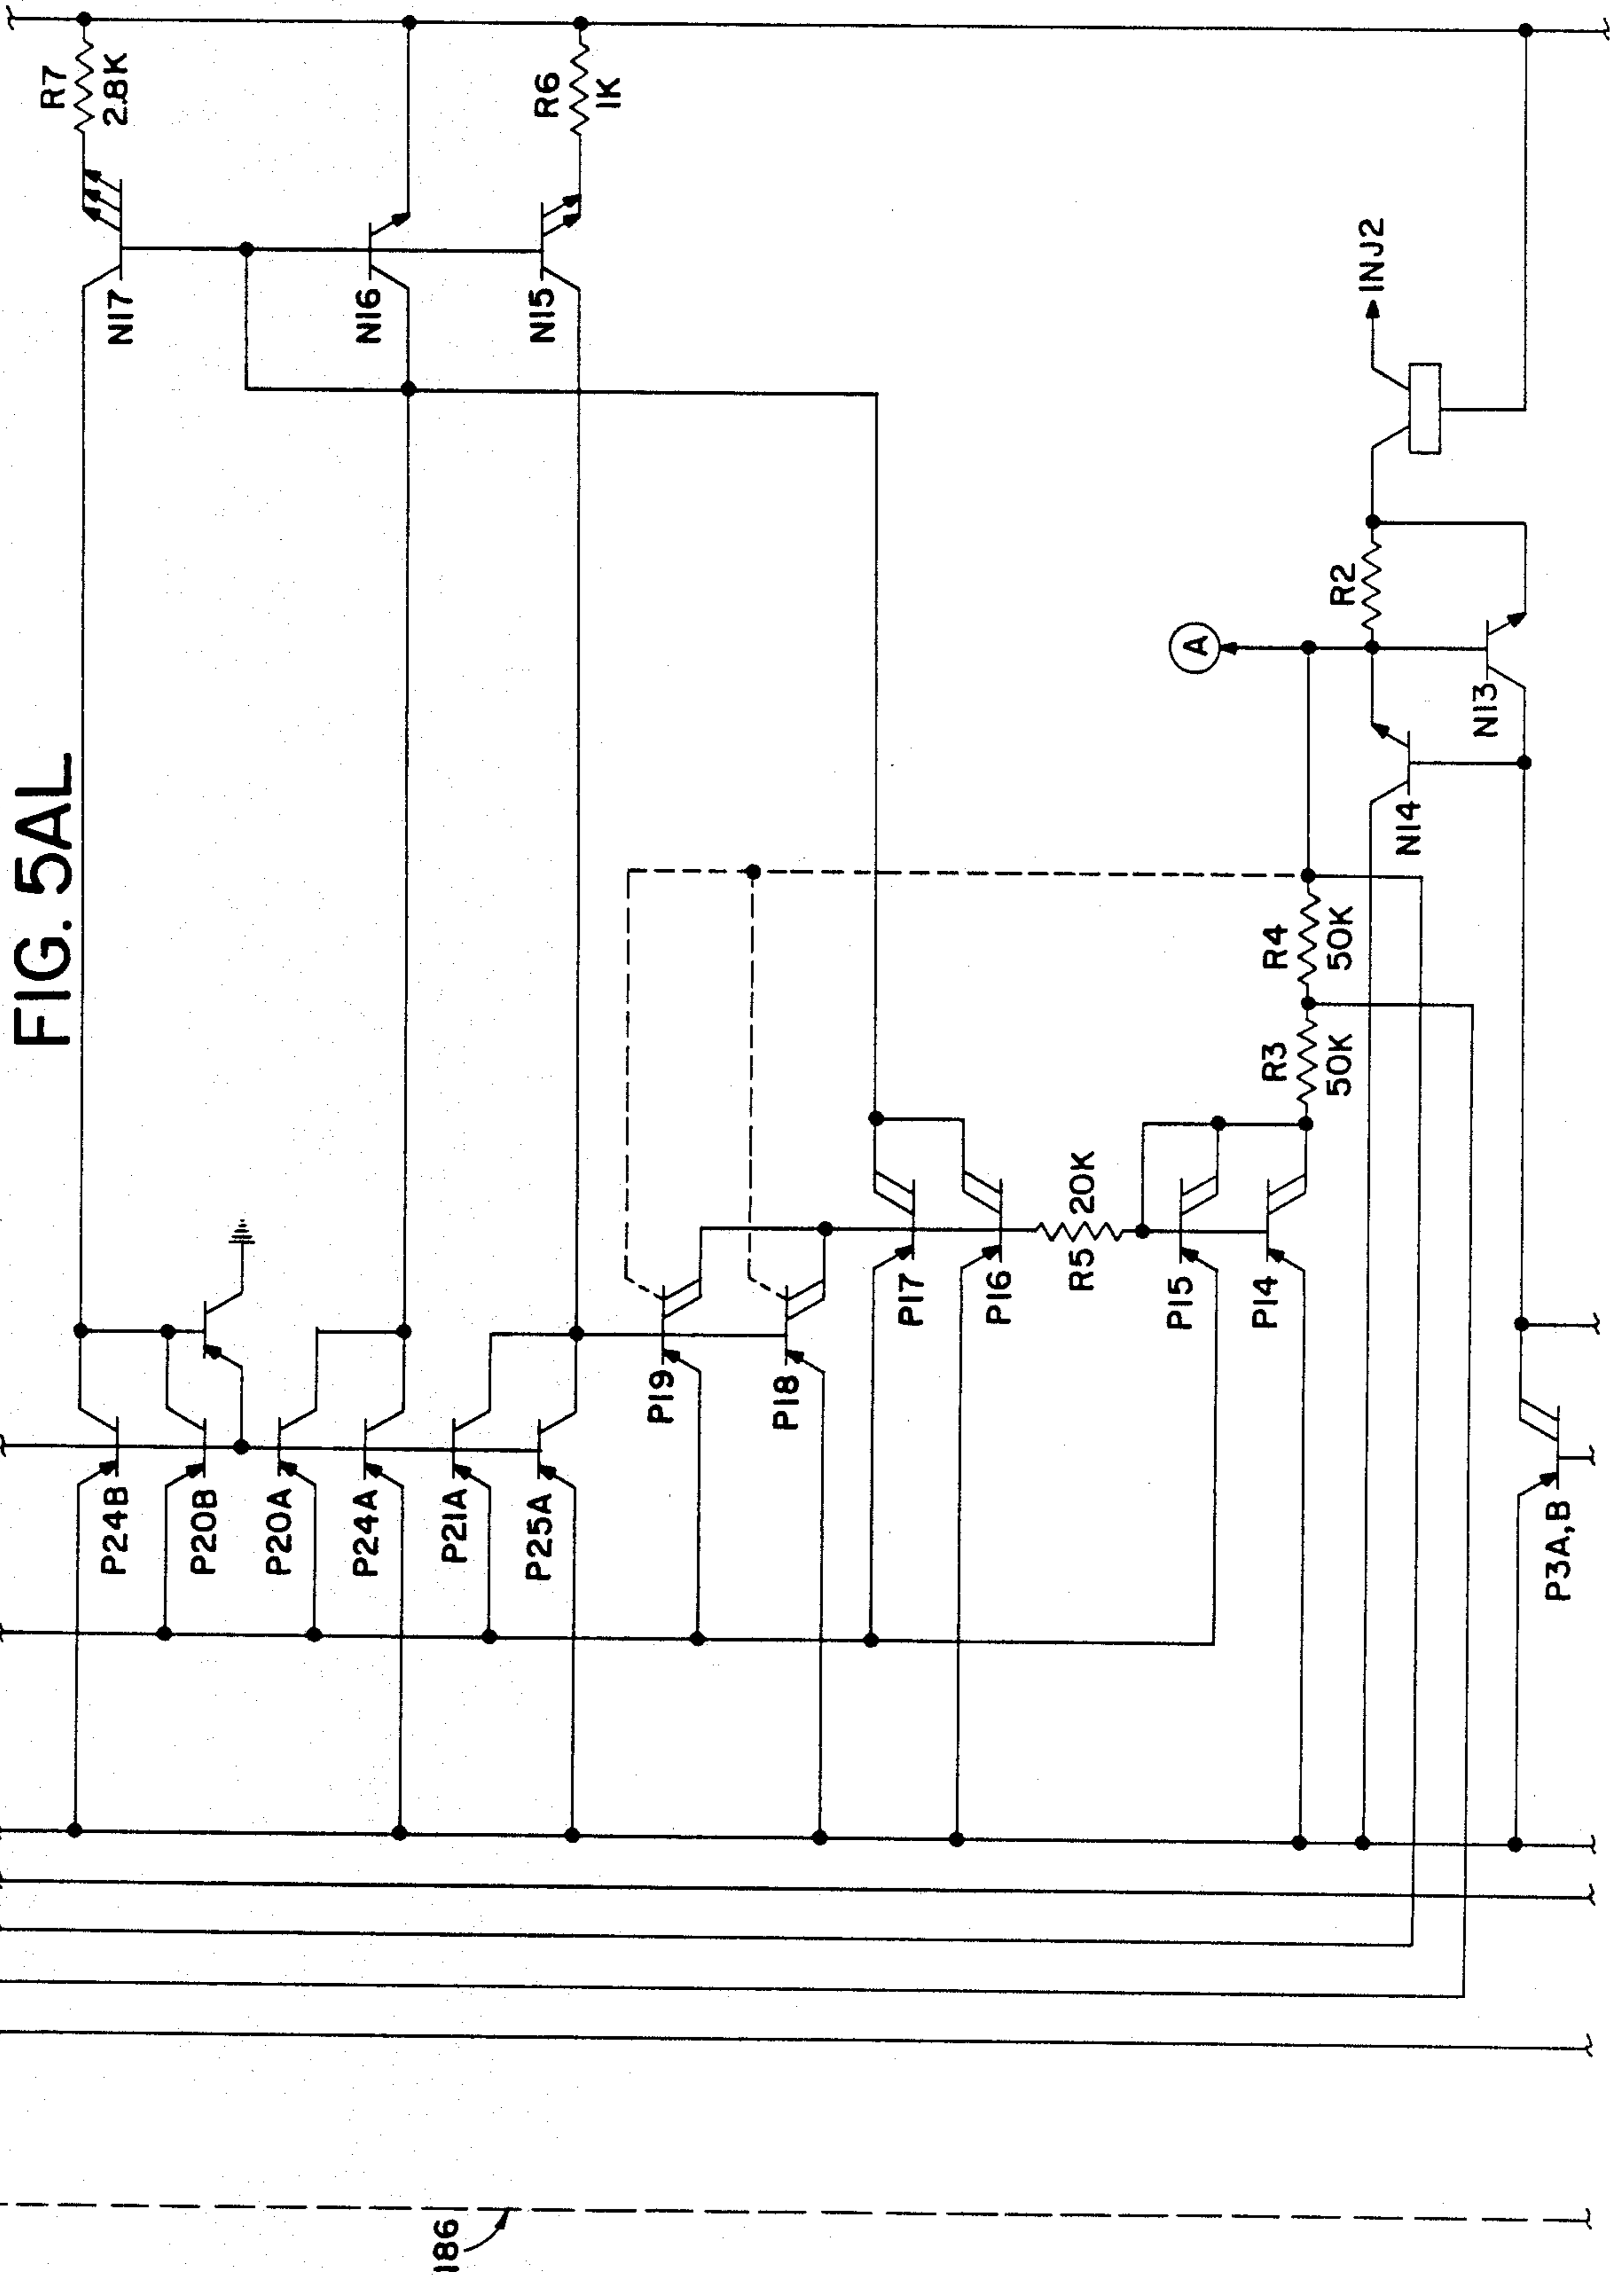 FIG. 5AL
R7
2.8K
N17
N16
R6
1K
N15
P24B
P20B
P20A
P24A
P21A
P25A
P19
P18
P17
P16
R5
20K
P15
P14
R3
50K
R4
50K
A
R2
INJ2
N14
N13
P3A,B
186